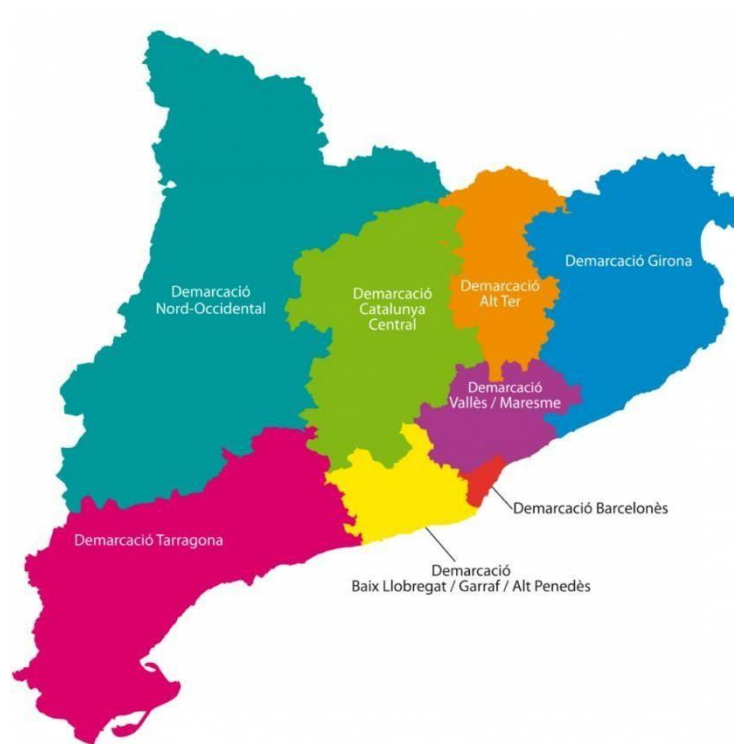 Demarcació Girona
Demarcació
Nord-Occidental
Demarcació
Catalunya
Central
Demarcació
Alt Ter
Demarcació
Vallès / Maresme
Demarcació Barcelonès
Demarcació Tarragona
Demarcació
Baix Llobregat / Garraf / Alt Penedès